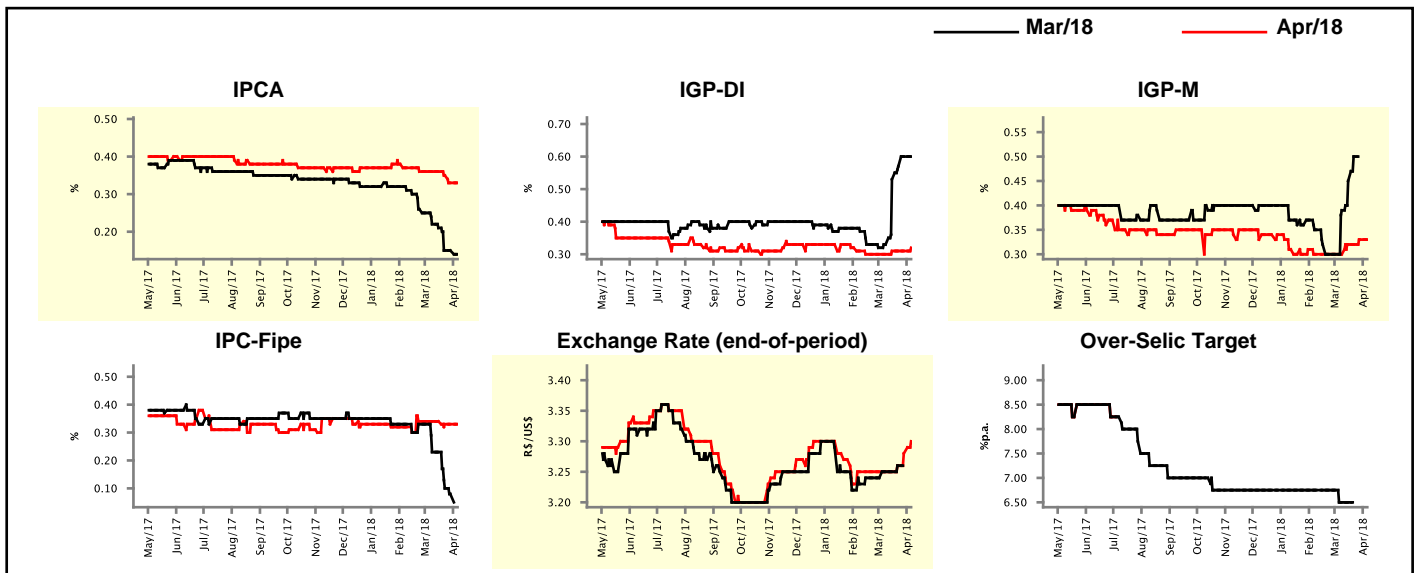 Mar/18 Apr/18
IPCA
%
0.50
0.40
0.30
0.20
May/17 Jun/17 Jul/17 Aug/17 Sep/17 Oct/17 Nov/17 Dec/17 Jan/18 Feb/18 Mar/18 Apr/18
IGP-DI
%
0.70
0.60
0.50
0.40
0.30
May/17 Jun/17 Jul/17 Aug/17 Sep/17 Oct/17 Nov/17 Dec/17 Jan/18 Feb/18 Mar/18 Apr/18
IGP-M
%
0.55
0.50
0.45
0.40
0.35
0.30
May/17 Jun/17 Jul/17 Aug/17 Sep/17 Oct/17 Nov/17 Dec/17 Jan/18 Feb/18 Mar/18 Apr/18
IPC-Fipe
%
0.50
0.40
0.30
0.20
0.10
May/17 Jun/17 Jul/17 Aug/17 Sep/17 Oct/17 Nov/17 Dec/17 Jan/18 Feb/18 Mar/18 Apr/18
Exchange Rate (end-of-period)
R$/US$
3.40
3.35
3.30
3.25
3.20
May/17 Jun/17 Jul/17 Aug/17 Sep/17 Oct/17 Nov/17 Dec/17 Jan/18 Feb/18 Mar/18 Apr/18
Over-Selic Target
%p.a.
9.00
8.50
8.00
7.50
7.00
6.50
May/17 Jun/17 Jul/17 Aug/17 Sep/17 Oct/17 Nov/17 Dec/17 Jan/18 Feb/18 Mar/18 Apr/18